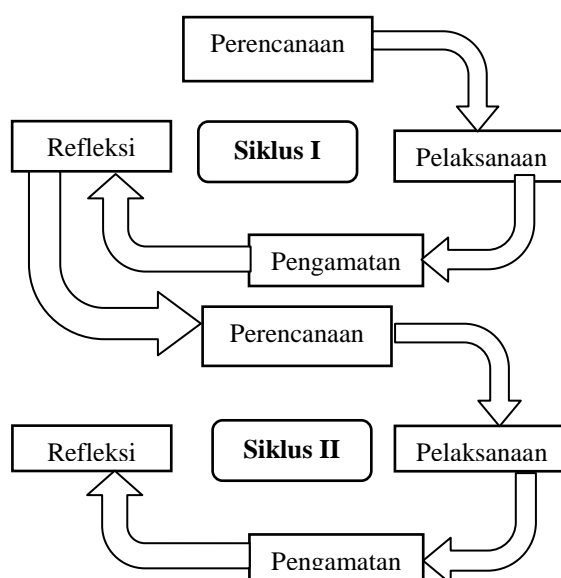 Perencanaan
Refleksi
Siklus I
Pelaksanaan
Pengamatan
Perencanaan
Refleksi
Siklus II
Pelaksanaan
Pengamatan